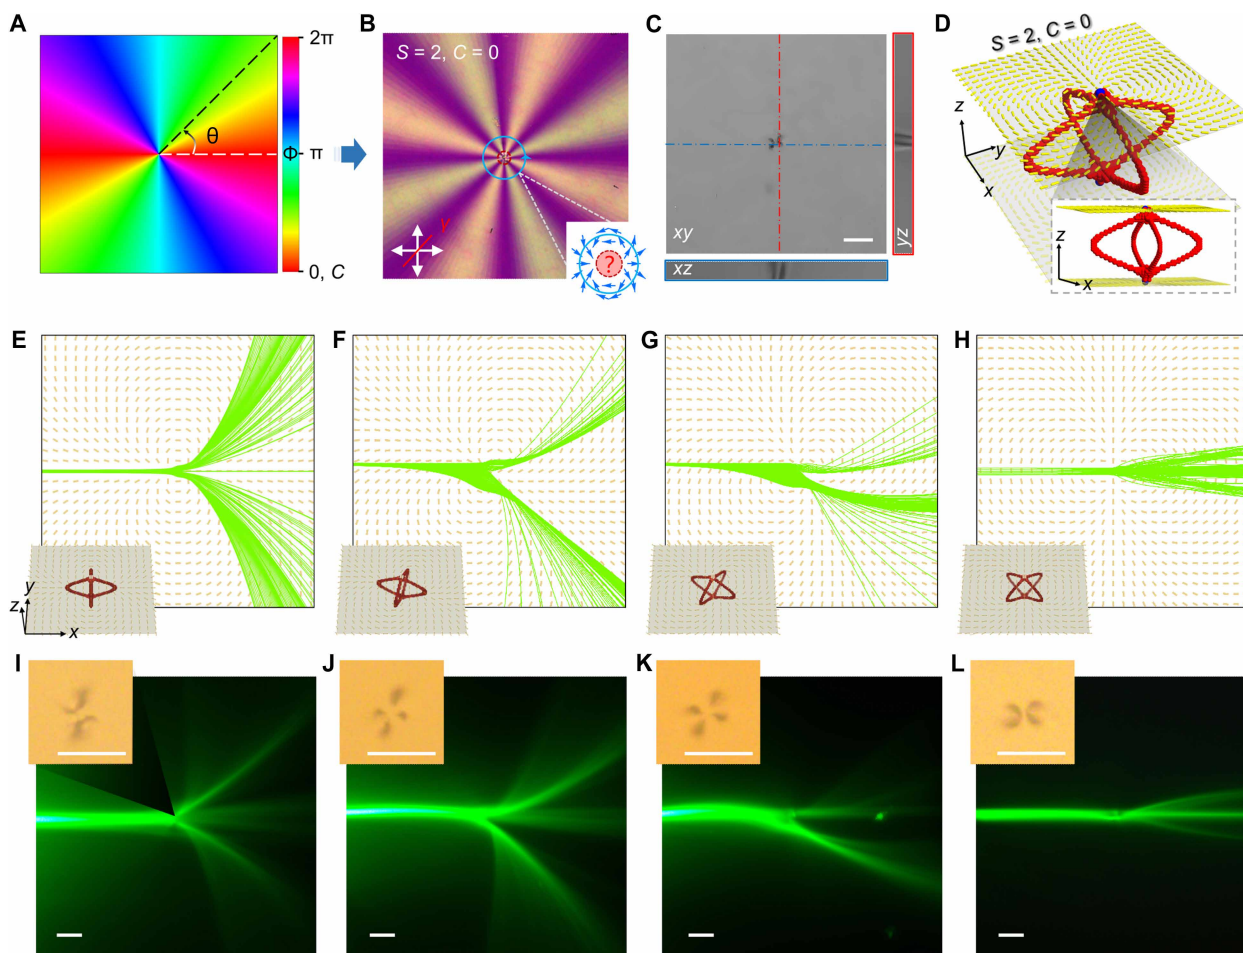 A
2π
θ
Φ
π
0, C
B
S = 2, C = 0
γ
?
C
xy
xz
yz
D
S = 2, C = 0
z
y
x
z
x
E
F
G
H
y
z
x
I
J
K
L